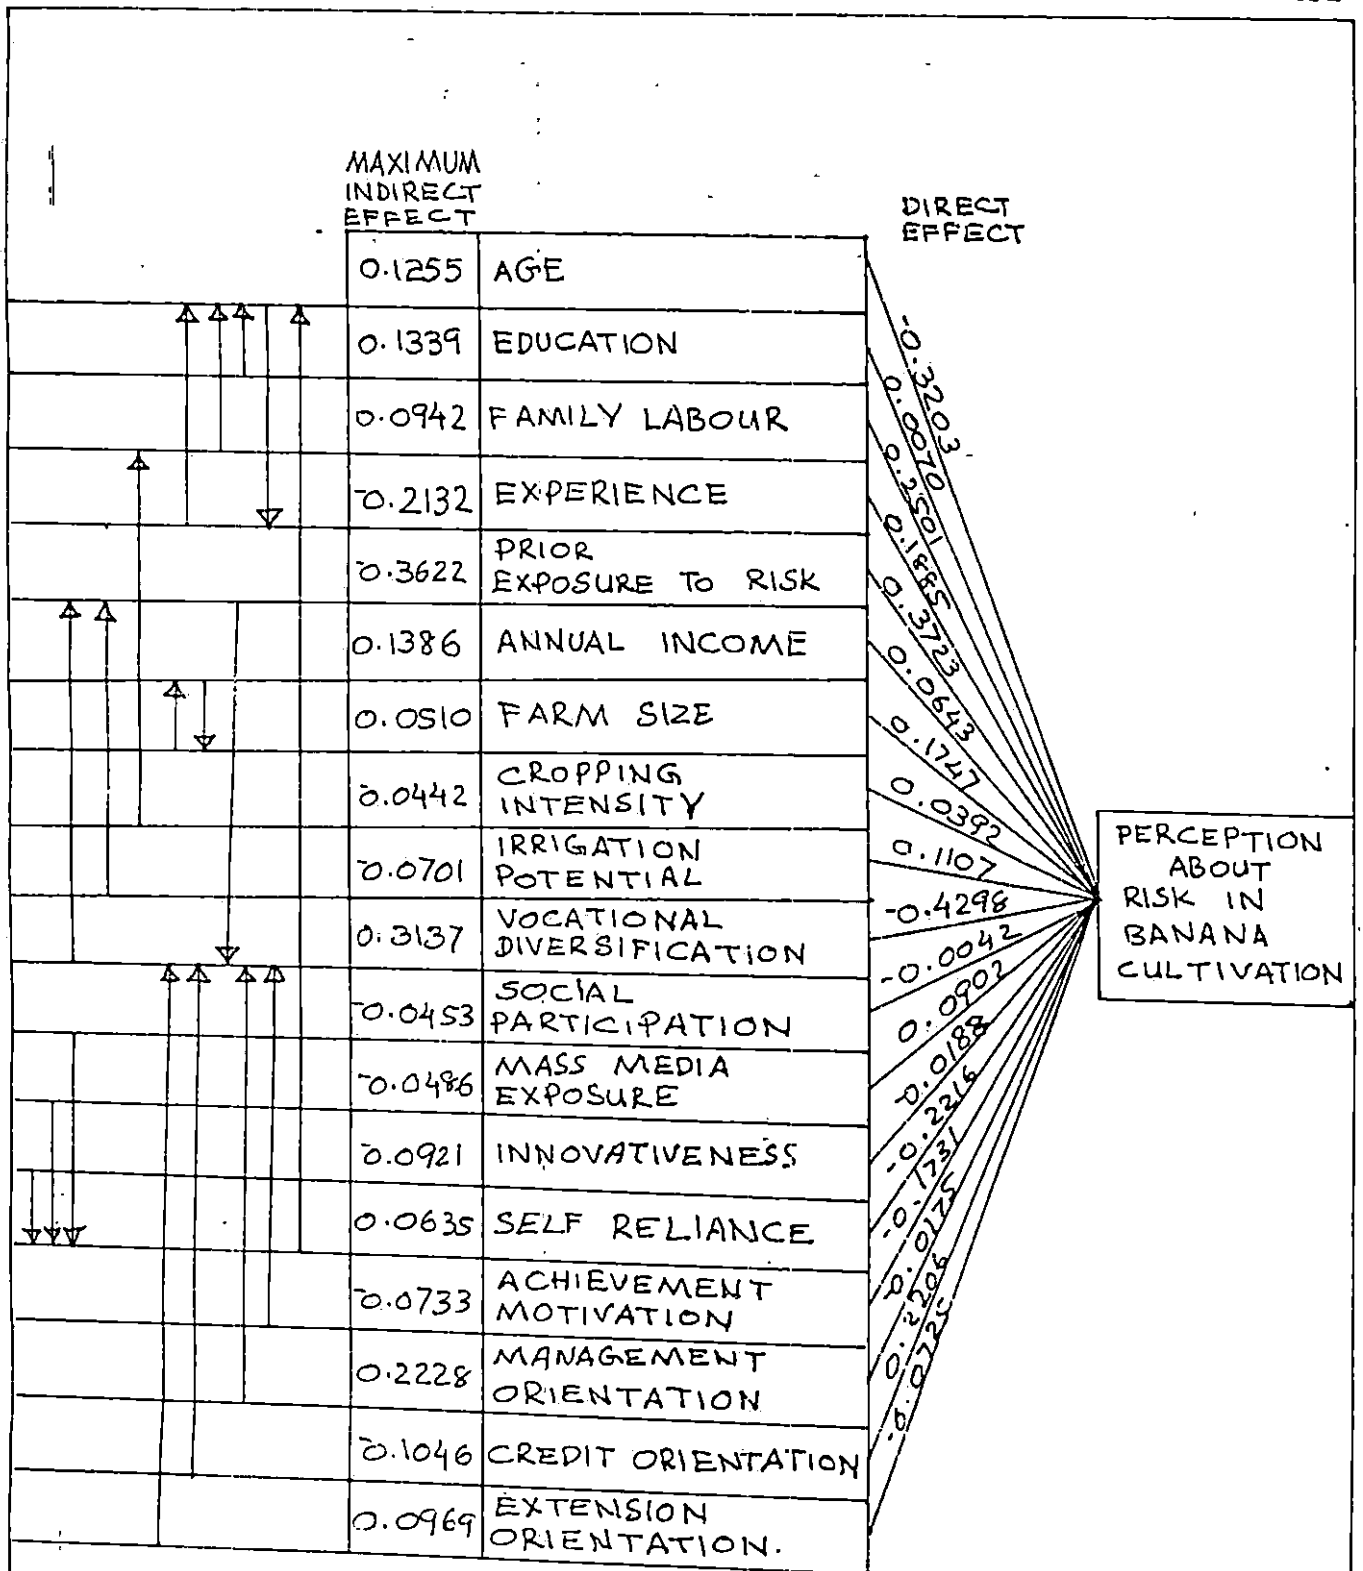 MAXIMUM
INDIRECT
EFFECT
DIRECT
EFFECT
0.1255 AGE
0.1339 EDUCATION
0.0942 FAMILY LABOUR
-0.2132 EXPERIENCE
-0.3622 PRIOR
EXPOSURE TO RISK
0.1386 ANNUAL INCOME
0.0510 FARM SIZE
-0.0442 CROPPING
INTENSITY
-0.0701 IRRIGATION
POTENTIAL
0.3137 VOCATIONAL
DIVERSIFICATION
-0.0453 SOCIAL
PARTICIPATION
-0.0486 MASS MEDIA
EXPOSURE
-0.0921 INNOVATIVENESS
0.0635 SELF RELIANCE
-0.0733 ACHIEVEMENT
MOTIVATION
0.2228 MANAGEMENT
ORIENTATION
-0.1046 CREDIT ORIENTATION
0.0969 EXTENSION
ORIENTATION.
-0.3203
0.0070
0.2501
0.1885
0.3723
0.0643
0.1747
0.0392
0.1107
-0.4298
-0.0042
0.0902
-0.0188
-0.2216
-0.1731
-0.0175
0.2206
PERCEPTION
ABOUT
RISK IN
BANANA
CULTIVATION